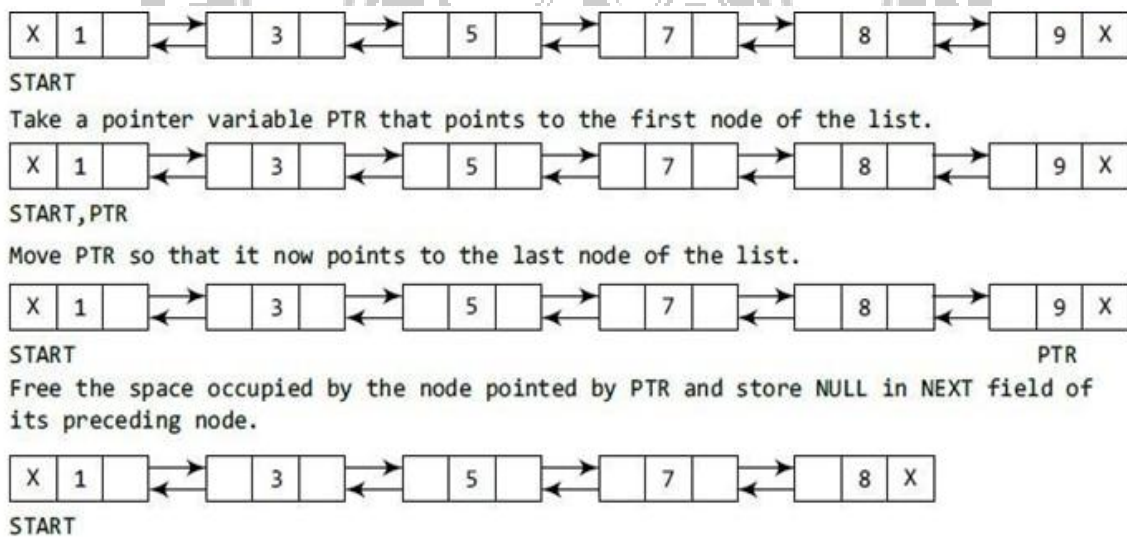 X 1 3 5 7 8 9 X
START
Take a pointer variable PTR that points to the first node of the list.
X 1 3 5 7 8 9 X
START,PTR
Move PTR so that it now points to the last node of the list.
X 1 3 5 7 8 9 X
START PTR
Free the space occupied by the node pointed by PTR and store NULL in NEXT field of
its preceding node.
X 1 3 5 7 8 X
START